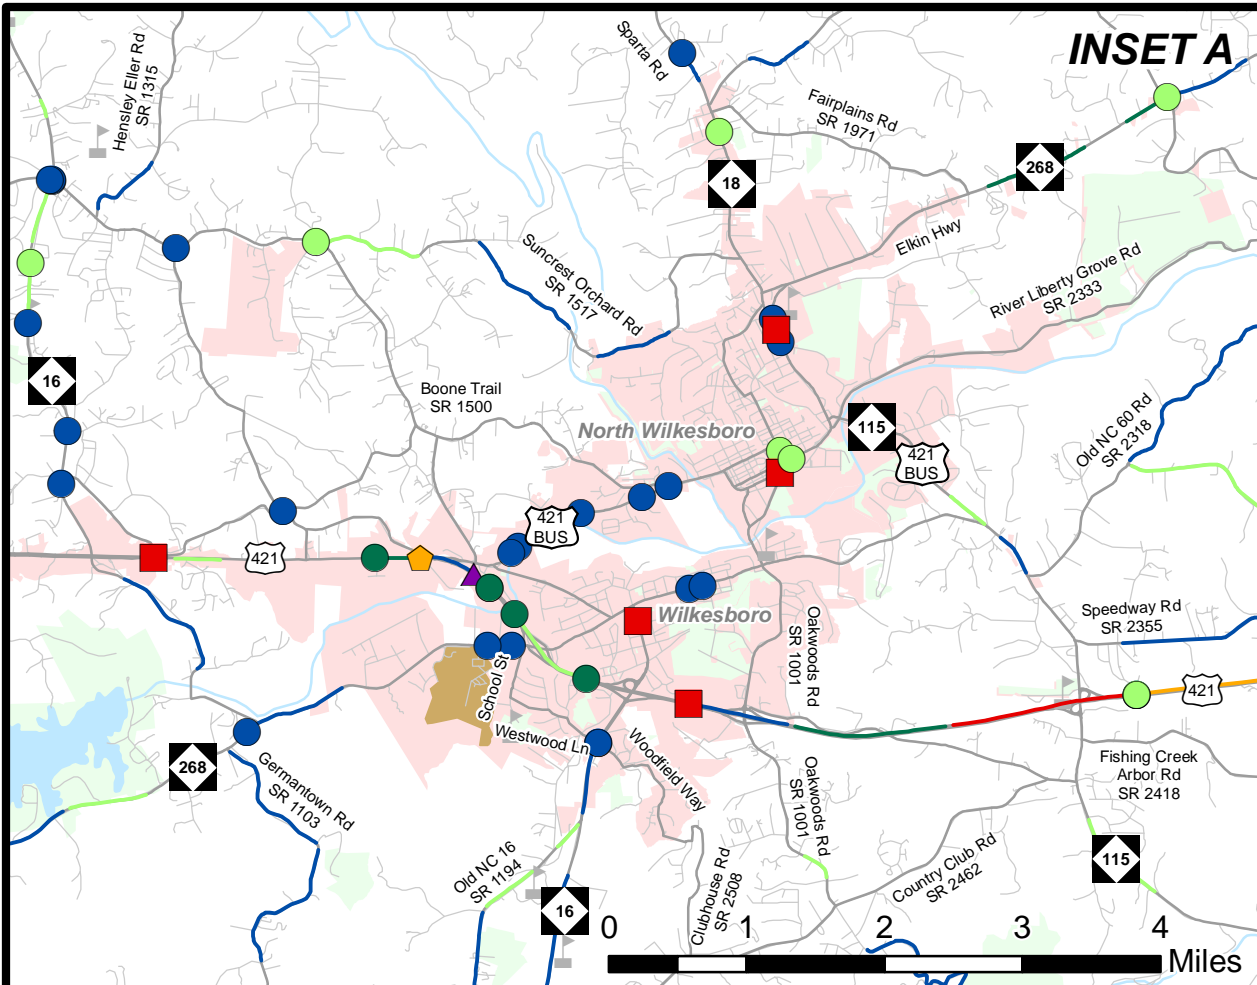 INSET A
Sparta Rd
Hensley Eller Rd
SR 1315
Fairplains Rd
SR 1971
268
18
Elkin Hwy
River Liberty Grove Rd
SR 2333
Suncrest Orchard Rd
SR 1517
16
Boone Trail
SR 1500
North Wilkesboro
115
421
BUS
Old NC 60 Rd
SR 2318
421
BUS
421
Wilkesboro
Oakwoods Rd
SR 1001
Speedway Rd
SR 2355
School St
421
Westwood Ln
Woodfield Way
268
Germantown Rd
SR 1103
Fishing Creek
Arbor Rd
SR 2418
Oakwoods Rd
SR 1001
Old NC 16
SR 1194
Country Club Rd
SR 2462
115
Clubhouse Rd
SR 2508
16
0 1 2 3 4
Miles